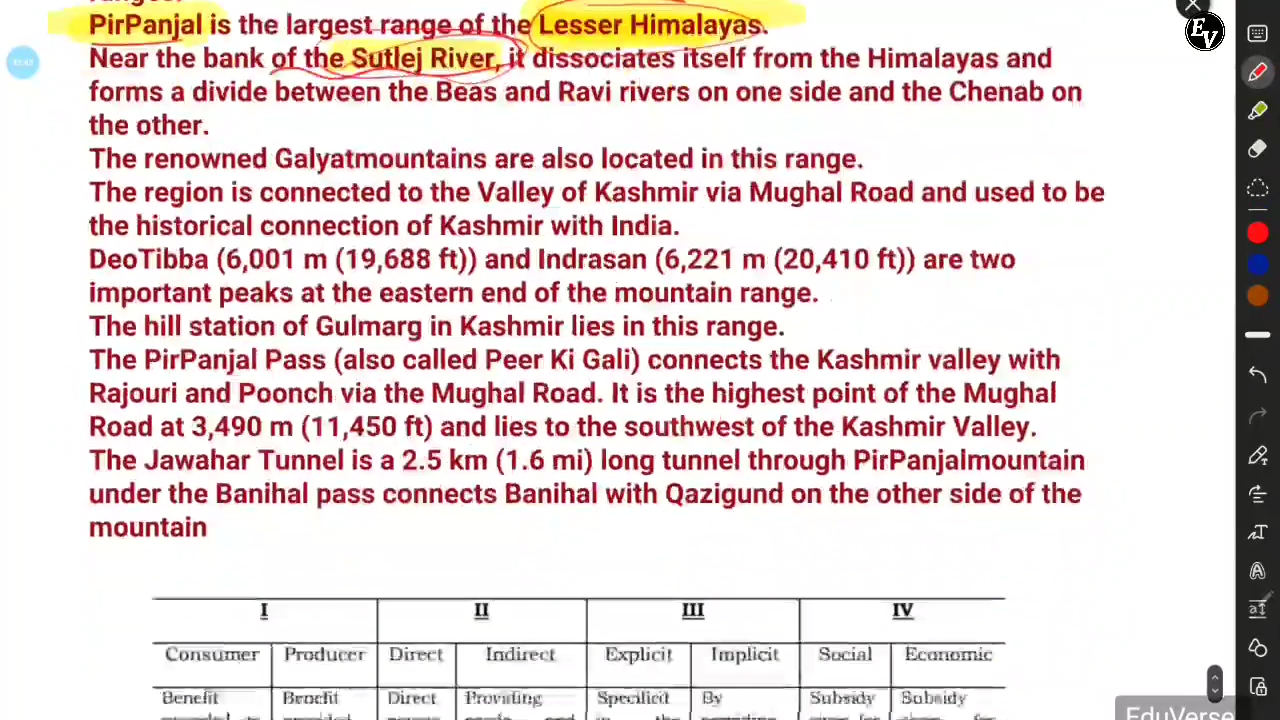 PirPanjal is the largest range of the Lesser Himalayas.
Near the bank of the Sutlej River, it dissociates itself from the Himalayas and
forms a divide between the Beas and Ravi rivers on one side and the Chenab on
the other.
The renowned Galyatmountains are also located in this range.
The region is connected to the Valley of Kashmir via Mughal Road and used to be
the historical connection of Kashmir with India.
DeoTibba (6,001 m (19,688 ft)) and Indrasan (6,221 m (20,410 ft)) are two
important peaks at the eastern end of the mountain range.
The hill station of Gulmarg in Kashmir lies in this range.
The PirPanjal Pass (also called Peer Ki Gali) connects the Kashmir valley with
Rajouri and Poonch via the Mughal Road. It is the highest point of the Mughal
Road at 3,490 m (11,450 ft) and lies to the southwest of the Kashmir Valley.
The Jawahar Tunnel is a 2.5 km (1.6 mi) long tunnel through PirPanjalmountain
under the Banihal pass connects Banihal with Qazigund on the other side of the
mountain
I II III IV
Consumer Producer Direct Indirect Explicit Implicit Social Economic
Benefit Benefit Direct Providing Specified By Subsidy Subsidy
EV
EduVerse